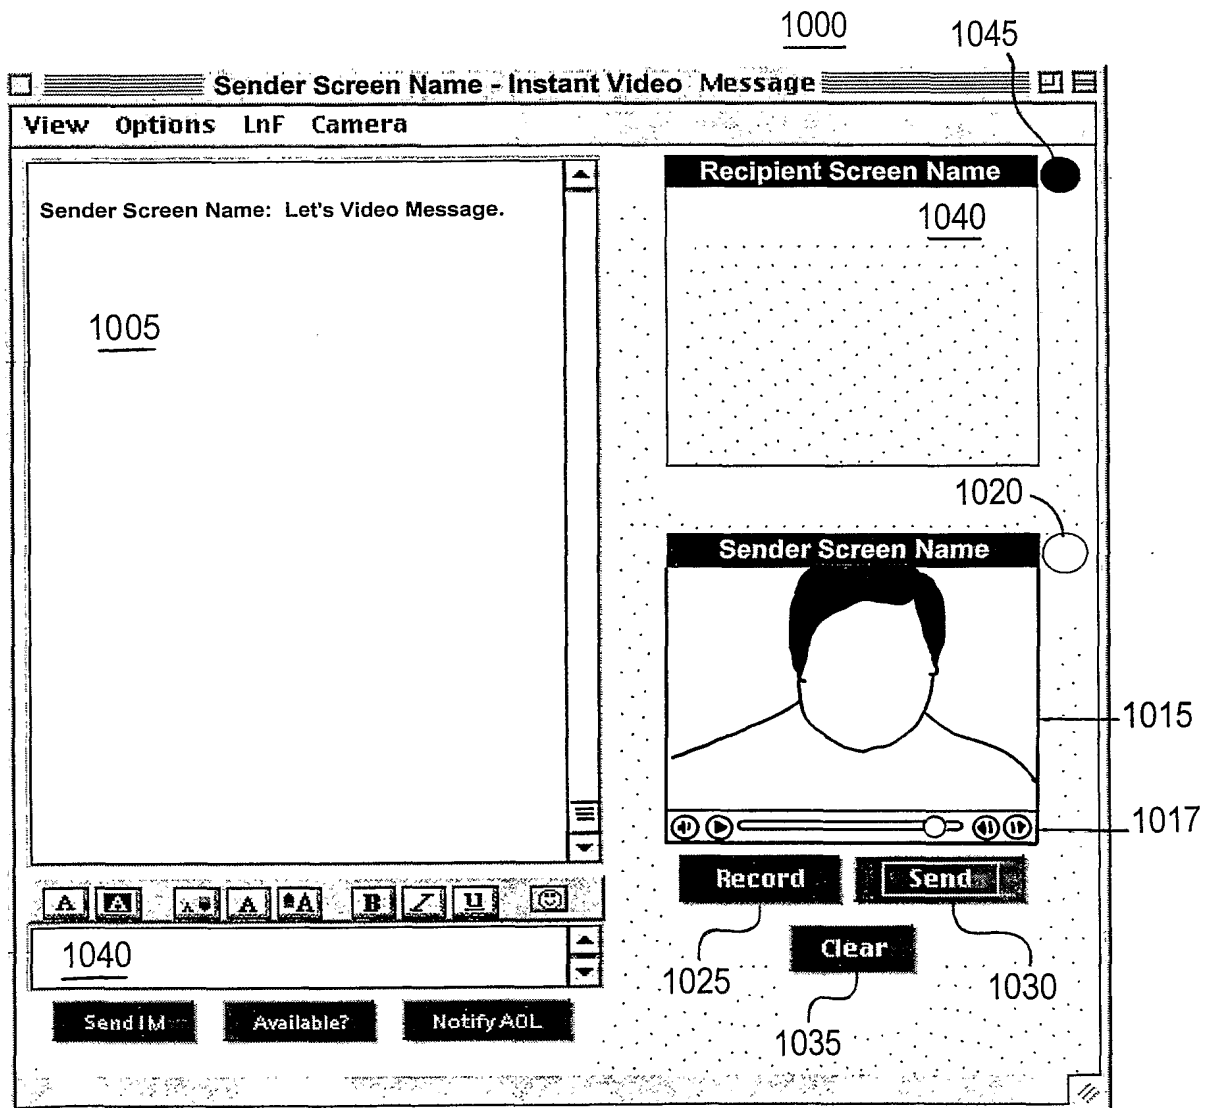 1000
1045
Sender Screen Name - Instant Video Message
View Options LnF Camera
Recipient Screen Name
1040
Sender Screen Name: Let's Video Message.
1005
1020
Sender Screen Name
1015
1017
Record Send
A A A A A B I U
1040
Clear
1025
1030
Send IM Available? Notify AOL
1035